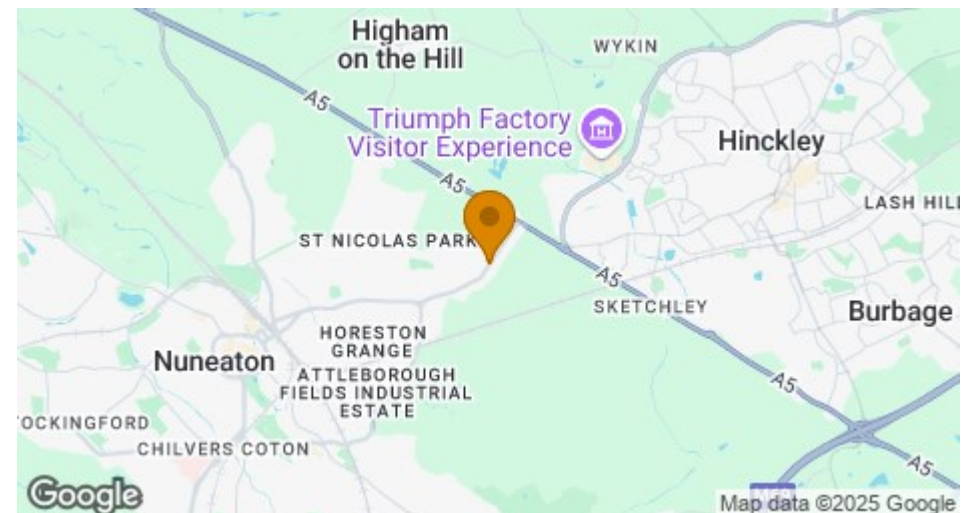 Higham
on the Hill
WYKIN
A5
Triumph Factory
Visitor Experience
Hinckley
A5
LASH HILL
ST NICOLAS PARK
A5
SKETCHLEY
Burbage
HORESTON
GRANGE
Nuneaton
ATTLEBOROUGH
FIELDS INDUSTRIAL
ESTATE
A5
OCKINGFORD
CHILVERS COTON
A5
Google
Map data ©2025 Google